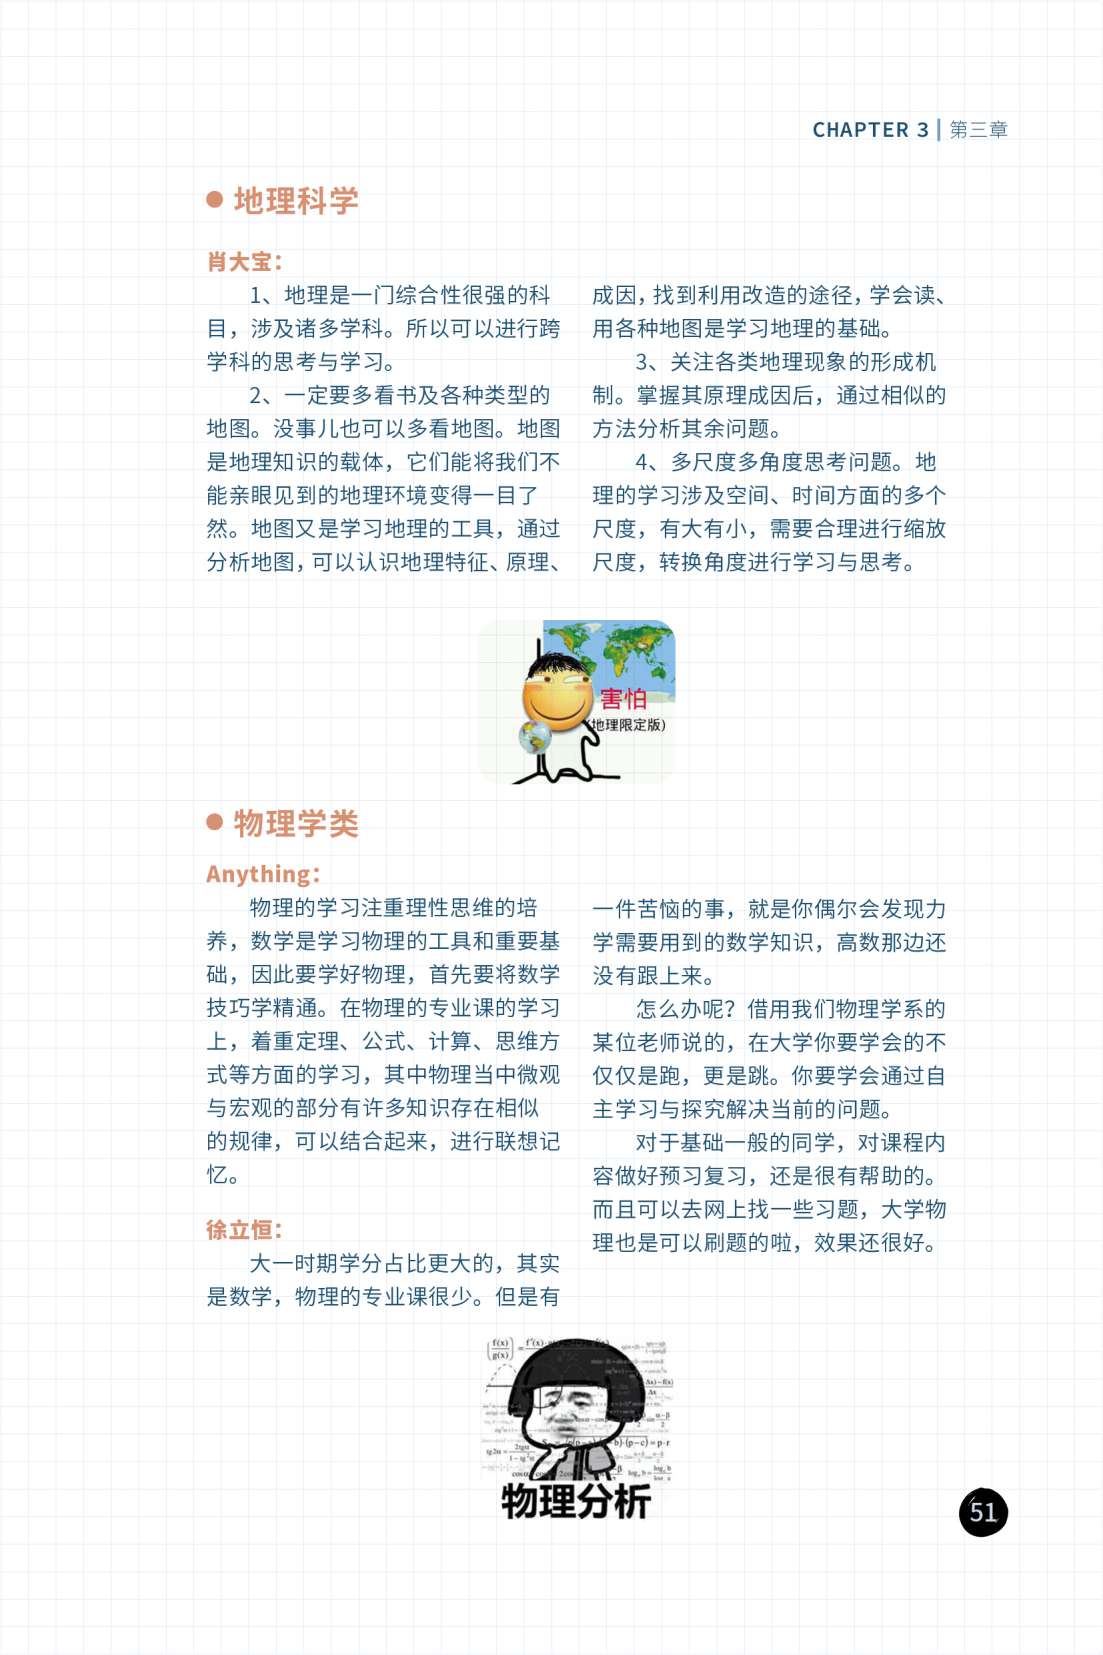 CHAPTER 3 | 第三章
地理科学
肖大宝：
1、地理是一门综合性很强的科
目，涉及诸多学科。所以可以进行跨
学科的思考与学习。
2、一定要多看书及各种类型的
地图。没事儿也可以多看地图。地图
是地理知识的载体，它们能将我们不
能亲眼见到的地理环境变得一目了
然。地图又是学习地理的工具，通过
分析地图，可以认识地理特征、原理、
成因，找到利用改造的途径，学会读、
用各种地图是学习地理的基础。
3、关注各类地理现象的形成机
制。掌握其原理成因后，通过相似的
方法分析其余问题。
4、多尺度多角度思考问题。地
理的学习涉及空间、时间方面的多个
尺度，有大有小，需要合理进行缩放
尺度，转换角度进行学习与思考。
害怕
(地理限定版)
物理学类
Anything：
物理的学习注重理性思维的培
养，数学是学习物理的工具和重要基
础，因此要学好物理，首先要将数学
技巧学精通。在物理的专业课的学习
上，着重定理、公式、计算、思维方
式等方面的学习，其中物理当中微观
与宏观的部分有许多知识存在相似
的规律，可以结合起来，进行联想记
忆。
徐立恒：
大一时期学分占比更大的，其实
是数学，物理的专业课很少。但是有
一件苦恼的事，就是你偶尔会发现力
学需要用到的数学知识，高数那边还
没有跟上来。
怎么办呢？借用我们物理学系的
某位老师说的，在大学你要学会的不
仅仅是跑，更是跳。你要学会通过自
主学习与探究解决当前的问题。
对于基础一般的同学，对课程内
容做好预习复习，还是很有帮助的。
而且可以去网上找一些习题，大学物
理也是可以刷题的啦，效果还很好。
物理分析
51